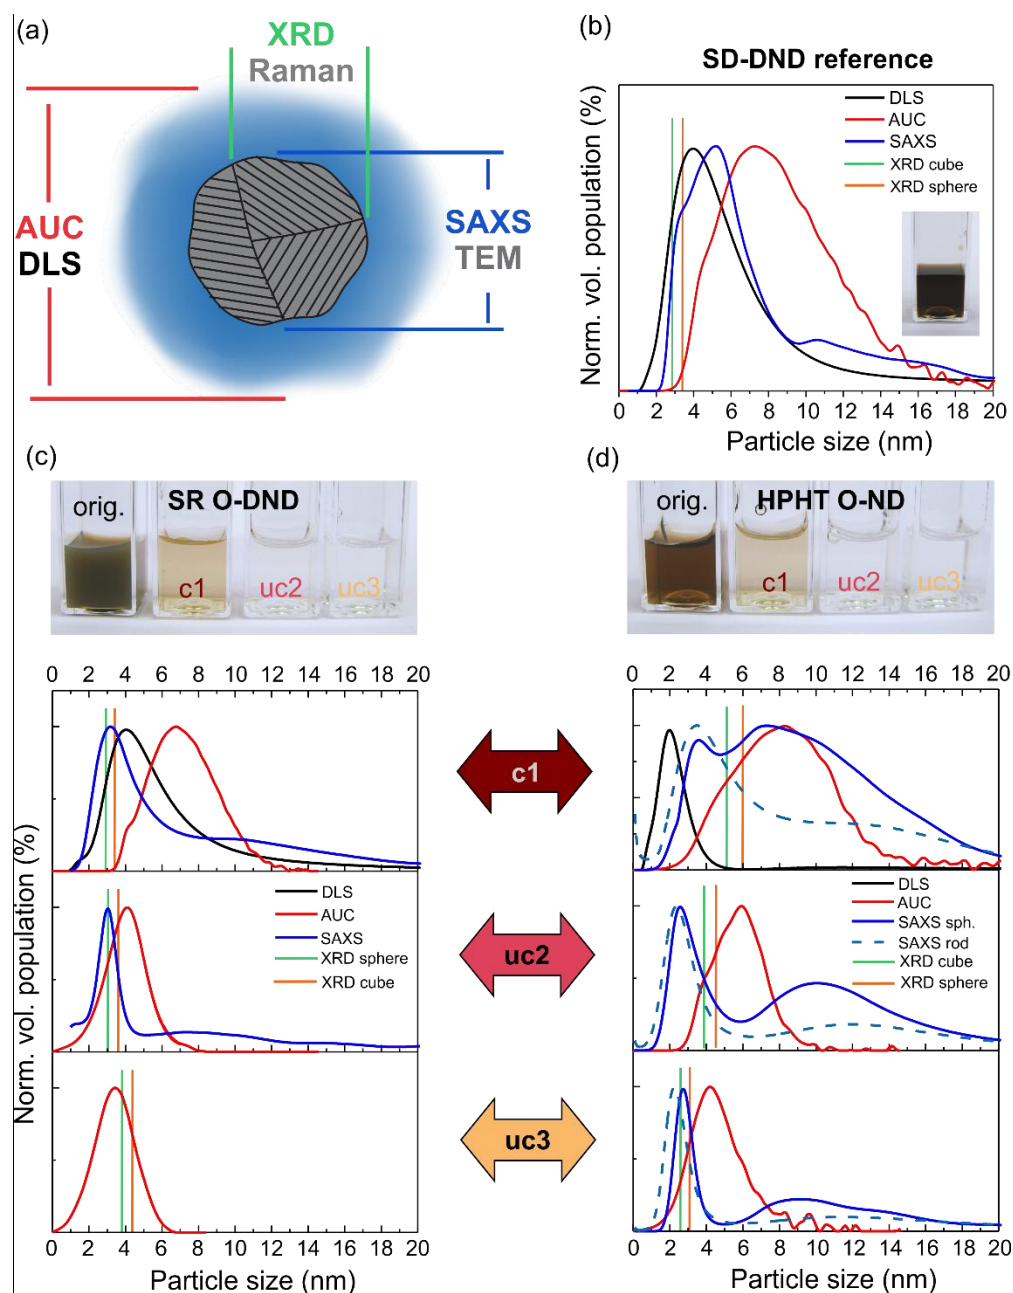 (a)
XRD
Raman
AUC
DLS
SAXS
TEM
(b)
SD-DND reference
Norm. vol. population (%)
DLS
AUC
SAXS
XRD cube
XRD sphere
0 2 4 6 8 10 12 14 16 18 20
Particle size (nm)
(c)
SR O-DND
orig.
c1
uc2
uc3
(d)
HPHT O-ND
orig.
c1
uc2
uc3
0 2 4 6 8 10 12 14 16 18 20
0 2 4 6 8 10 12 14 16 18 20
c1
Norm. vol. population (%)
DLS
AUC
SAXS
XRD sphere
XRD cube
uc2
DLS
AUC
SAXS sph.
SAXS rod
XRD cube
XRD sphere
uc3
0 2 4 6 8 10 12 14 16 18 20
Particle size (nm)
0 2 4 6 8 10 12 14 16 18 20
Particle size (nm)